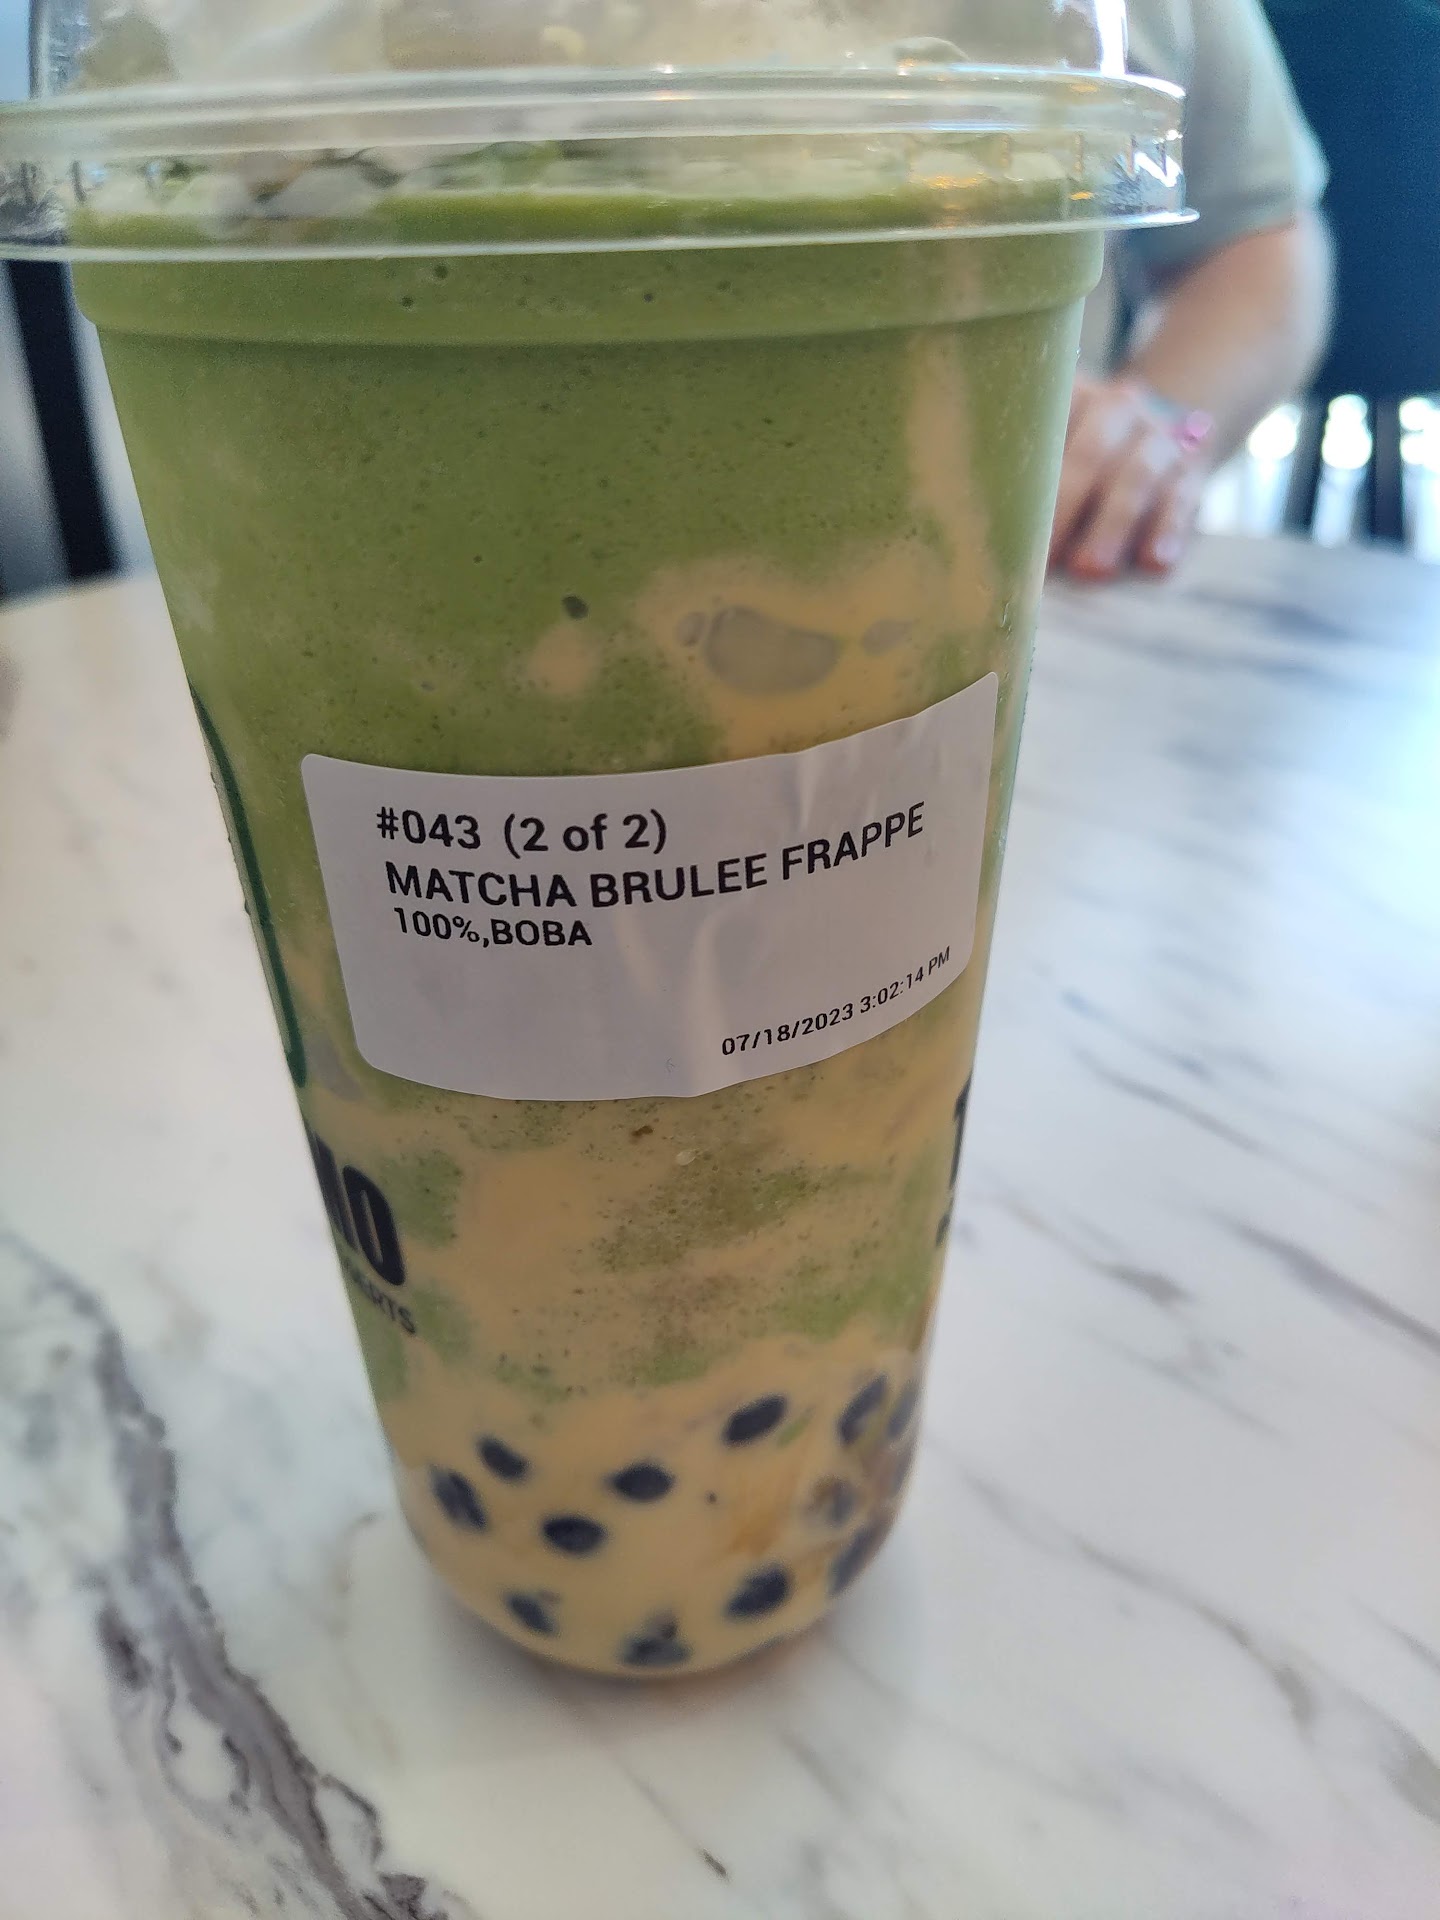 #043 (2 of 2)
MATCHA BRULEE FRAPPE
100%,BOBA
07/18/2023 3:02:14 PM